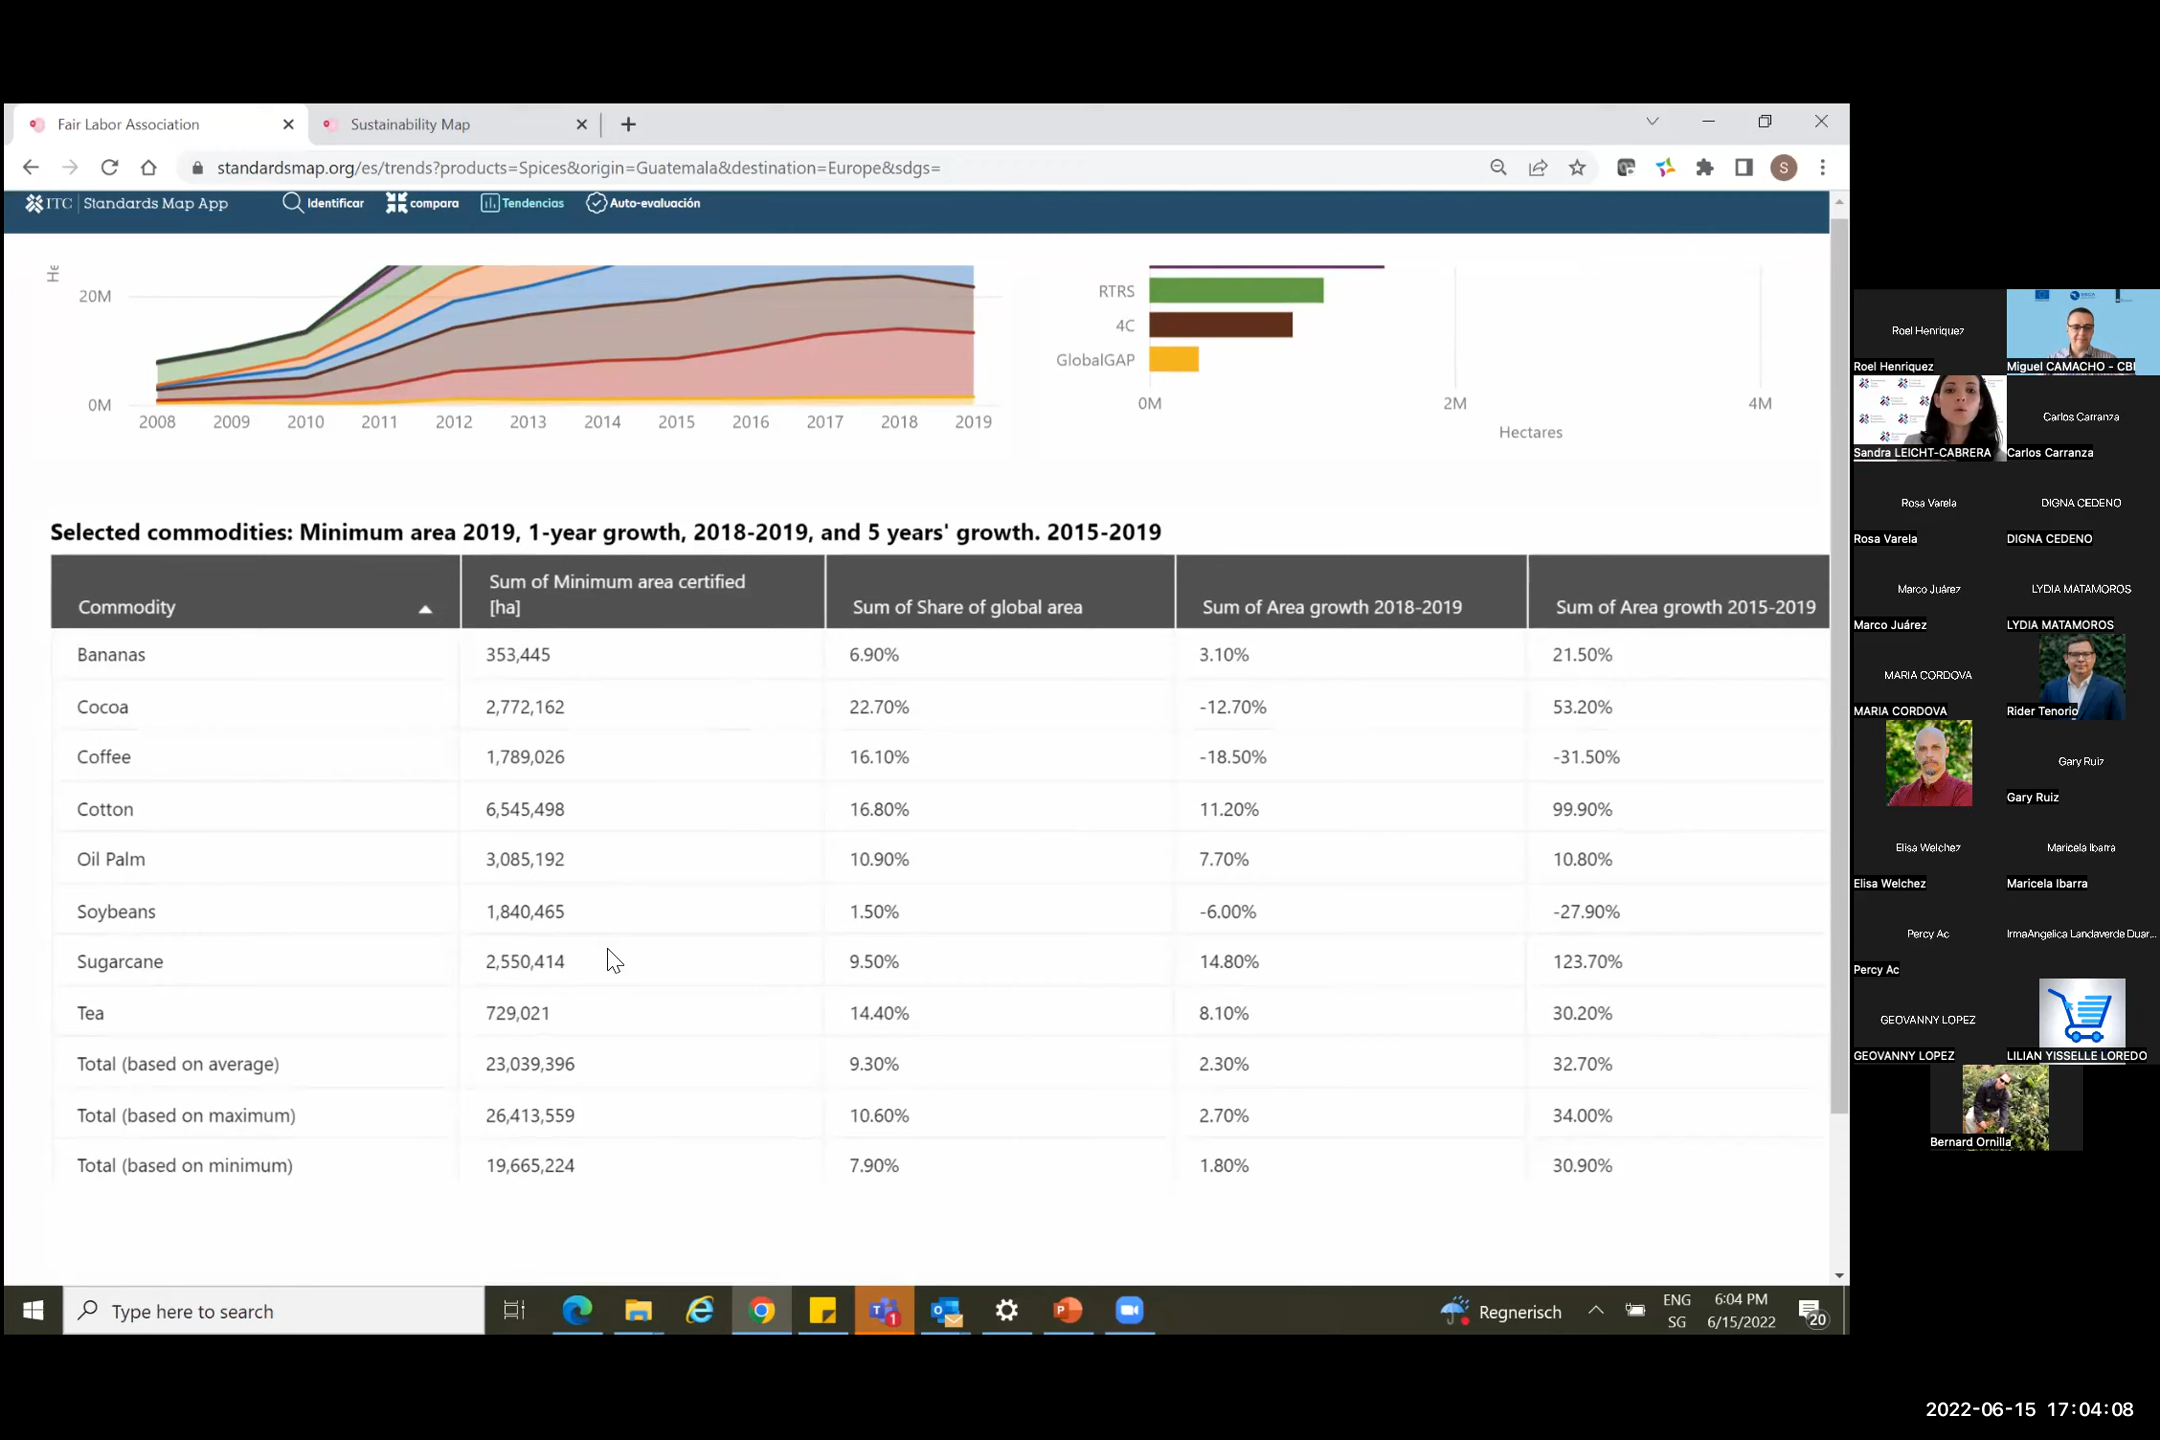 Fair Labor Association
Sustainability Map
standardsmap.org/es/trends?products=Spices&origin=Guatemala&destination=Europe&sdgs=
S
ITC | Standards Map App
Identificar
compara
Tendencias
Auto-evaluación
He
20M
0M
2008 2009 2010 2011 2012 2013 2014 2015 2016 2017 2018 2019
RTRS
4C
GlobalGAP
0M 2M 4M
Hectares
Selected commodities: Minimum area 2019, 1-year growth, 2018-2019, and 5 years' growth. 2015-2019
Commodity
Sum of Minimum area certified
[ha]
Sum of Share of global area
Sum of Area growth 2018-2019
Sum of Area growth 2015-2019
Bananas 353,445 6.90% 3.10% 21.50%
Cocoa 2,772,162 22.70% -12.70% 53.20%
Coffee 1,789,026 16.10% -18.50% -31.50%
Cotton 6,545,498 16.80% 11.20% 99.90%
Oil Palm 3,085,192 10.90% 7.70% 10.80%
Soybeans 1,840,465 1.50% -6.00% -27.90%
Sugarcane 2,550,414 9.50% 14.80% 123.70%
Tea 729,021 14.40% 8.10% 30.20%
Total (based on average) 23,039,396 9.30% 2.30% 32.70%
Total (based on maximum) 26,413,559 10.60% 2.70% 34.00%
Total (based on minimum) 19,665,224 7.90% 1.80% 30.90%
Type here to search
1
Regnerisch
ENG
SG
6:04 PM
6/15/2022
20
Roel Henriquez
Roel Henriquez
Miguel CAMACHO - CBI
Sandra LEICHT-CABRERA
Carlos Carranza
Carlos Carranza
Rosa Varela
Rosa Varela
DIGNA CEDENO
DIGNA CEDENO
Marco Juárez
Marco Juárez
LYDIA MATAMOROS
LYDIA MATAMOROS
MARIA CORDOVA
MARIA CORDOVA
Rider Tenorio
Gary Ruiz
Gary Ruiz
Elisa Welchez
Elisa Welchez
Maricela Ibarra
Maricela Ibarra
Percy Ac
Percy Ac
IrmaAngelica Landaverde Duar...
GEOVANNY LOPEZ
GEOVANNY LOPEZ
LILIAN YISSELLE LOREDO
Bernard Ornilla
2022-06-15 17:04:08